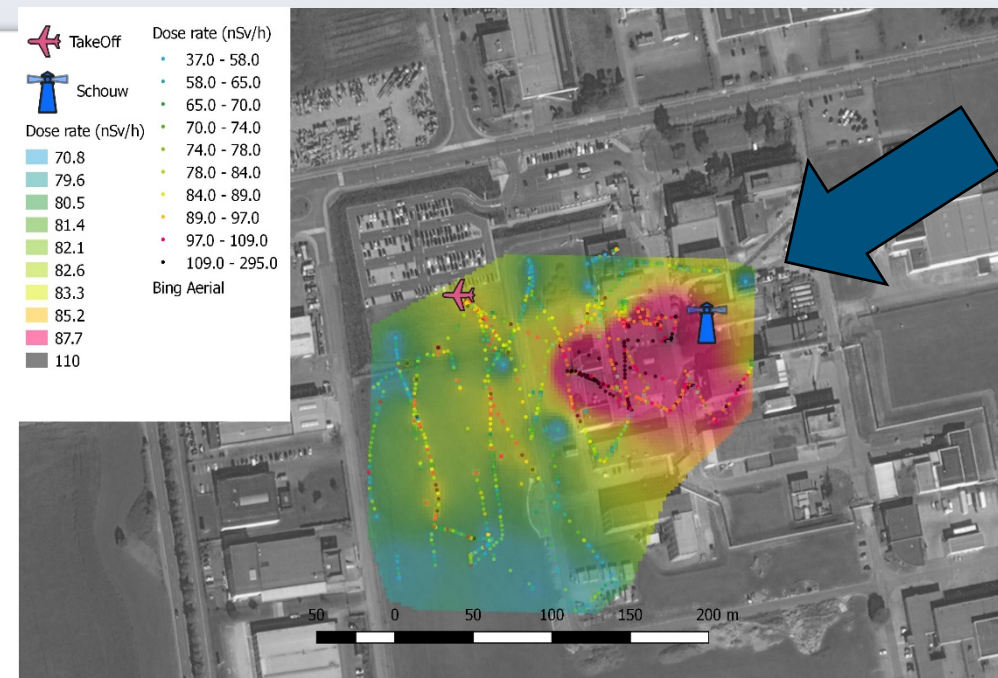 TakeOff
Schouw
Dose rate (nSv/h)
70.8
79.6
80.5
81.4
82.1
82.6
83.3
85.2
87.7
110
Dose rate (nSv/h)
37.0 - 58.0
58.0 - 65.0
65.0 - 70.0
70.0 - 74.0
74.0 - 78.0
78.0 - 84.0
84.0 - 89.0
89.0 - 97.0
97.0 - 109.0
109.0 - 295.0
Bing Aerial
50 0 50 100 150 200 m